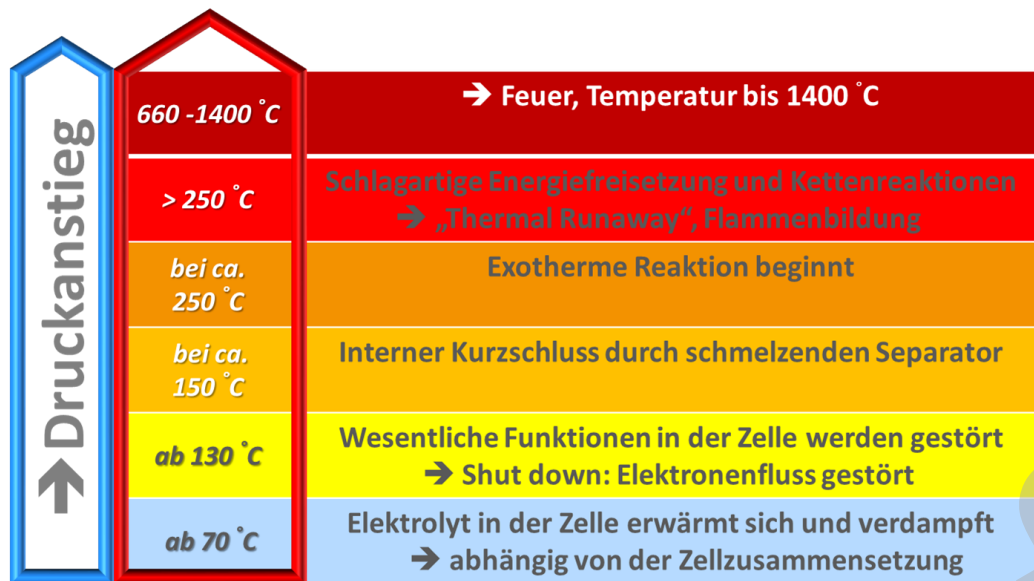 ➔ Druckanstieg
660 -1400 °C
➔ Feuer, Temperatur bis 1400 °C
> 250 °C
Schlagartige Energiefreisetzung und Kettenreaktionen
➔ „Thermal Runaway“, Flammenbildung
bei ca.
250 °C
Exotherme Reaktion beginnt
bei ca.
150 °C
Interner Kurzschluss durch schmelzenden Separator
ab 130 °C
Wesentliche Funktionen in der Zelle werden gestört
➔ Shut down: Elektronenfluss gestört
ab 70 °C
Elektrolyt in der Zelle erwärmt sich und verdampft
➔ abhängig von der Zellzusammensetzung